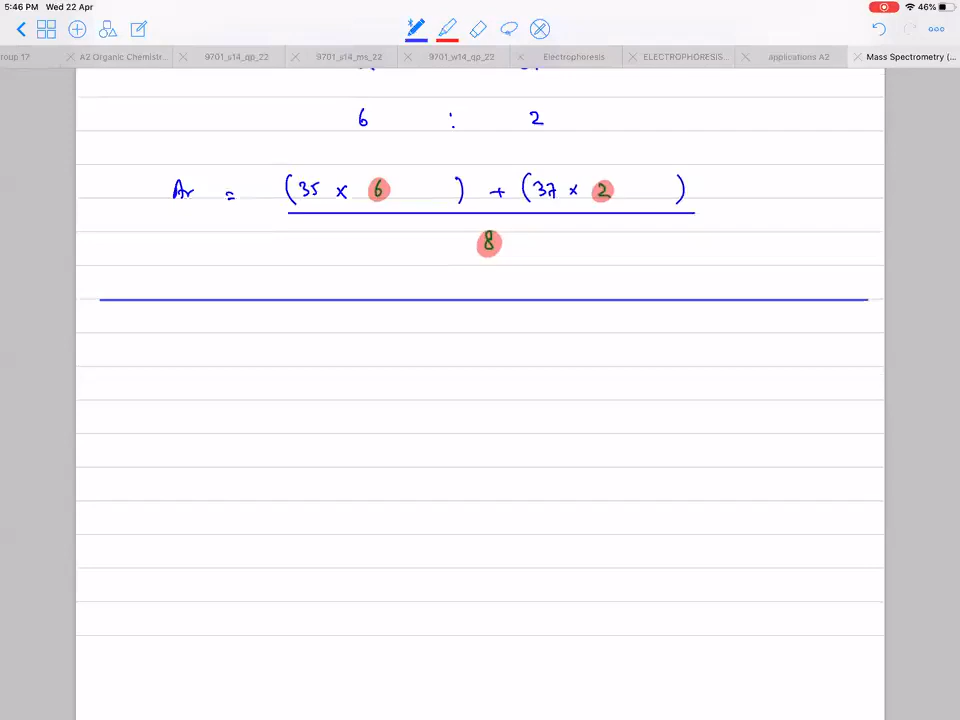 5:46 PM Wed 22 Apr 46%
roup 17 A2 Organic Chemistr... 9701_s14_qp_22 9701_s14_ms_22 9701_w14_qp_22 Electrophoresis ELECTROPHORESIS... applications A2 Mass Spectrometry (...
6 : 2
Ar = (35 × 6 ) + (37 × 2 )
8